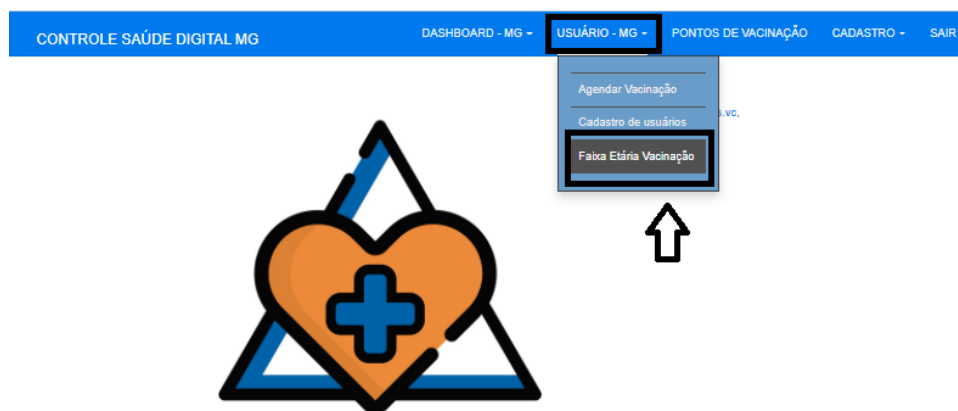 CONTROLE SAÚDE DIGITAL MG
DASHBOARD - MG
USUÁRIO - MG
PONTOS DE VACINAÇÃO
CADASTRO
SAIR
Agendar Vacinação
s.vc,
Cadastro de usuários
Faixa Etária Vacinação